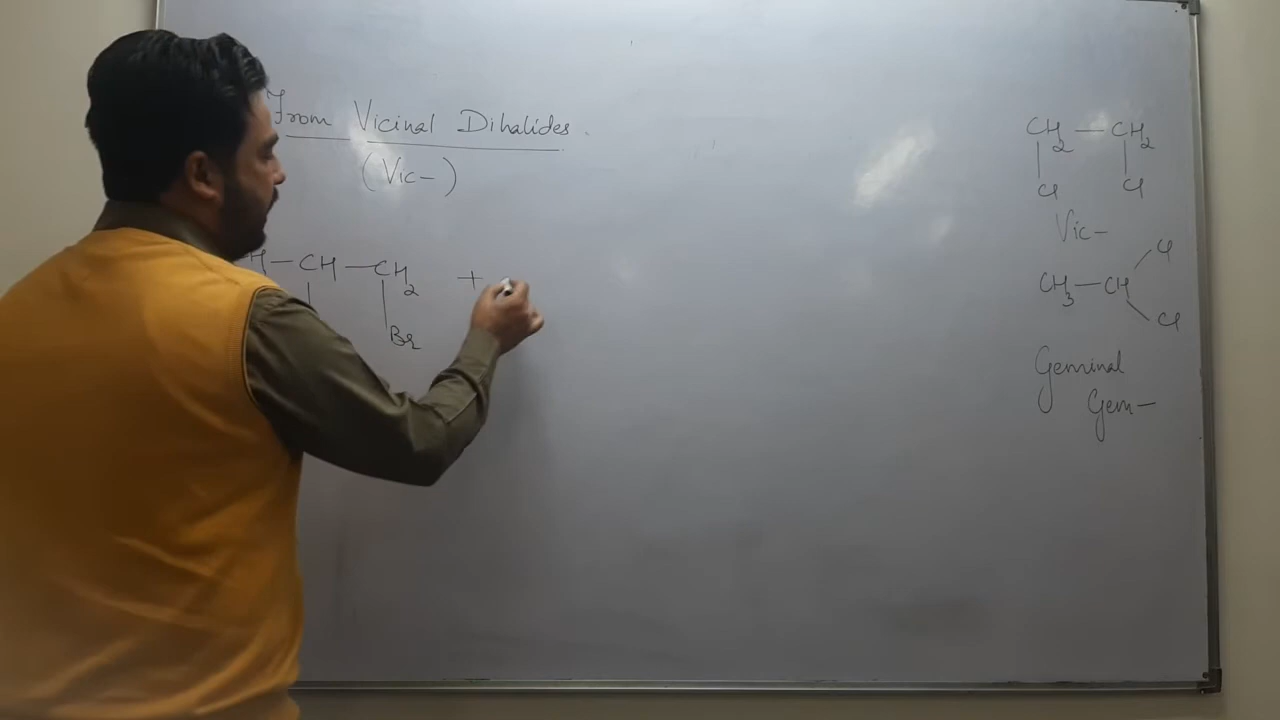 From Vicinal Dihalides.
(Vic-)
H-CH-CH2 +
Br
CH2-CH2
Cl Cl
Vic-
Cl
CH3-CH
Cl
Geminal
Gem-